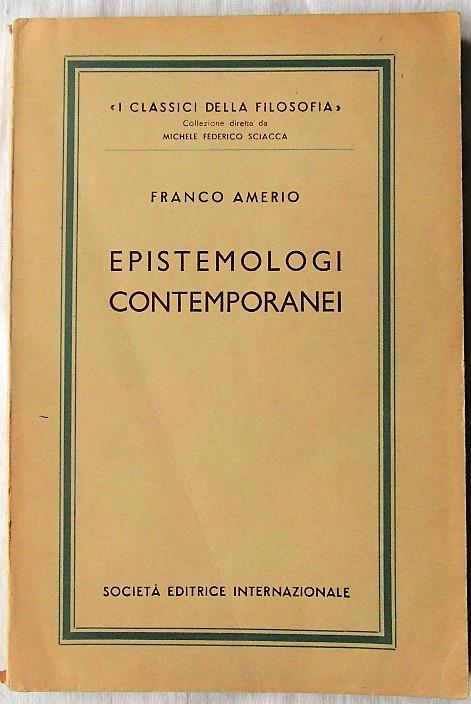 «I CLASSICI DELLA FILOSOFIA»
Collezione diretta da
MICHELE FEDERICO SCIACCA
FRANCO AMERIO
EPISTEMOLOGI
CONTEMPORANEI
SOCIETÀ EDITRICE INTERNAZIONALE